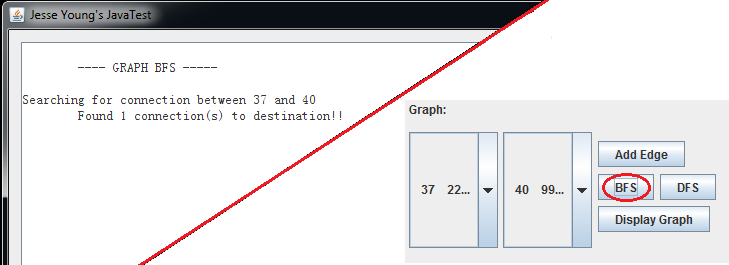 Jesse Young's JavaTest
---- GRAPH BFS -----
Searching for connection between 37 and 40
Found 1 connection(s) to destination!!
Graph:
37 22...
40 99...
Add Edge
BFS
DFS
Display Graph